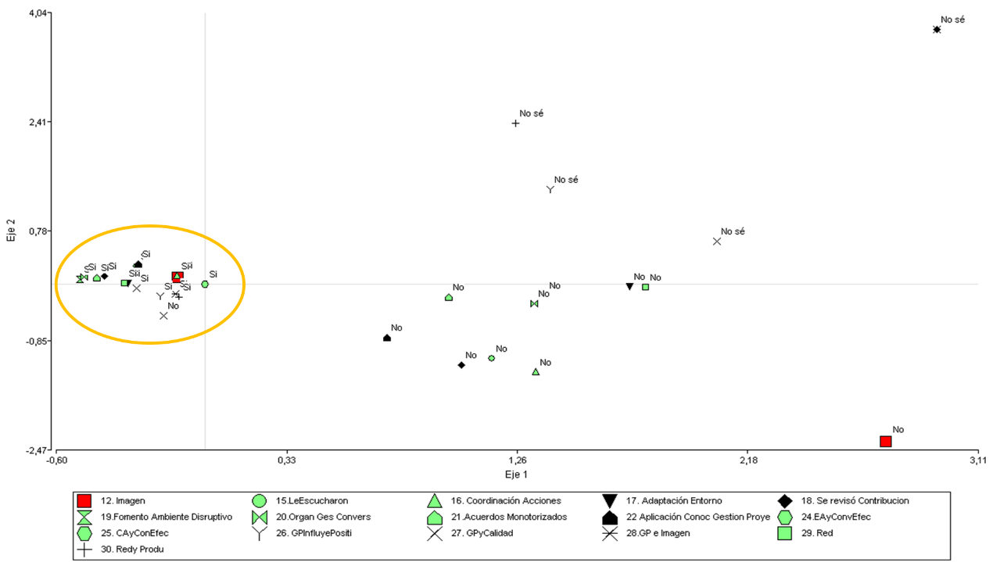 4,04
No sé
2,41
No sé
No sé
0,78
No sé
Eje 2
Si
Si
Si
Si
Si
Si
Si
No
No
No
No
No
No
Si
Si
Si
No
No
-0,85
No
No
No
No
No
-2,47
-0,60
0,33
1,26
2,18
3,11
Eje 1
12. Imagen 15.LeEscucharon 16. Coordinación Acciones 17. Adaptación Entorno 18. Se revisó Contribucion
19.Fomento Ambiente Disruptivo 20.Organ Ges Convers 21.Acuerdos Monotorizados 22 Aplicación Conoc Gestion Proye 24.EAyConvEfec
25. CAyConEfec 26. GPInfluyePositi 27. GPyCalidad 28.GP e Imagen 29. Red
30. Redy Produ